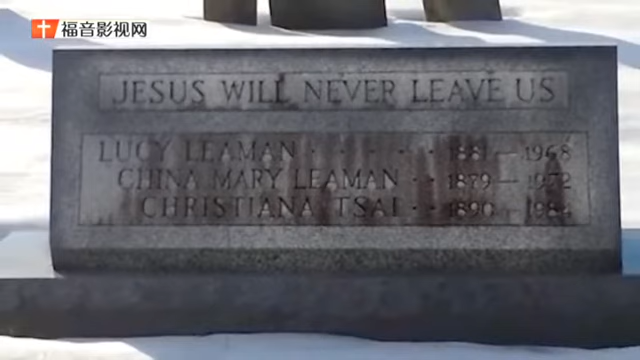 福音影视网
JESUS WILL NEVER LEAVE US
LUCY LEAMAN · · · · · · 1881 — 1968
CHINA MARY LEAMAN · · 1879 — 1972
CHRISTIANA TSAI · · 1890 — 1984